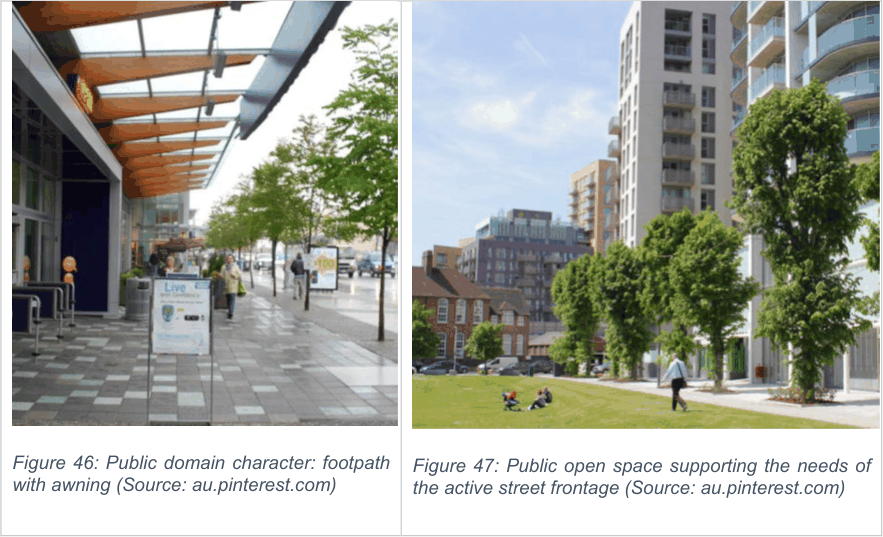 Live
Figure 46: Public domain character: footpath
with awning (Source: au.pinterest.com)
Figure 47: Public open space supporting the needs of
the active street frontage (Source: au.pinterest.com)